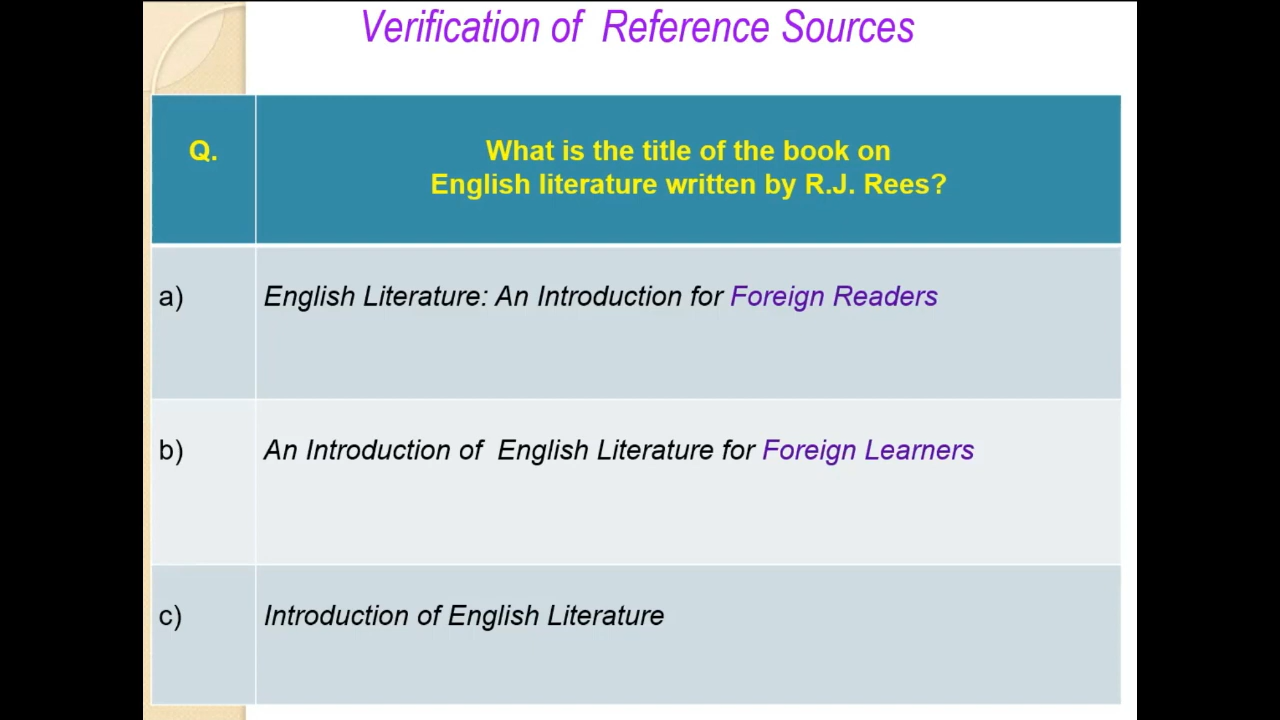 Verification of Reference Sources
Q.
What is the title of the book on
English literature written by R.J. Rees?
a)
English Literature: An Introduction for Foreign Readers
b)
An Introduction of English Literature for Foreign Learners
c)
Introduction of English Literature